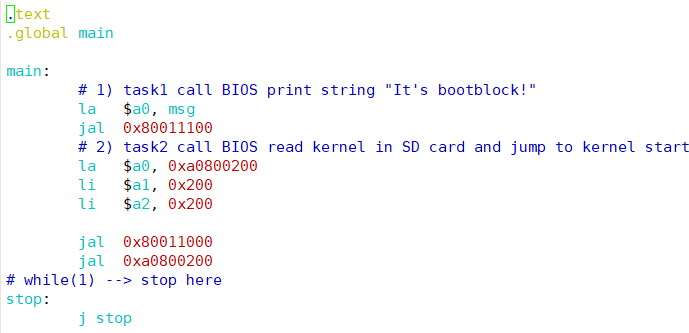 .text
.global main
main:
# 1) task1 call BIOS print string "It's bootblock!"
la $a0, msg
jal 0x80011100
# 2) task2 call BIOS read kernel in SD card and jump to kernel start
la $a0, 0xa0800200
li $a1, 0x200
li $a2, 0x200
jal 0x80011000
jal 0xa0800200
# while(1) --> stop here
stop:
j stop